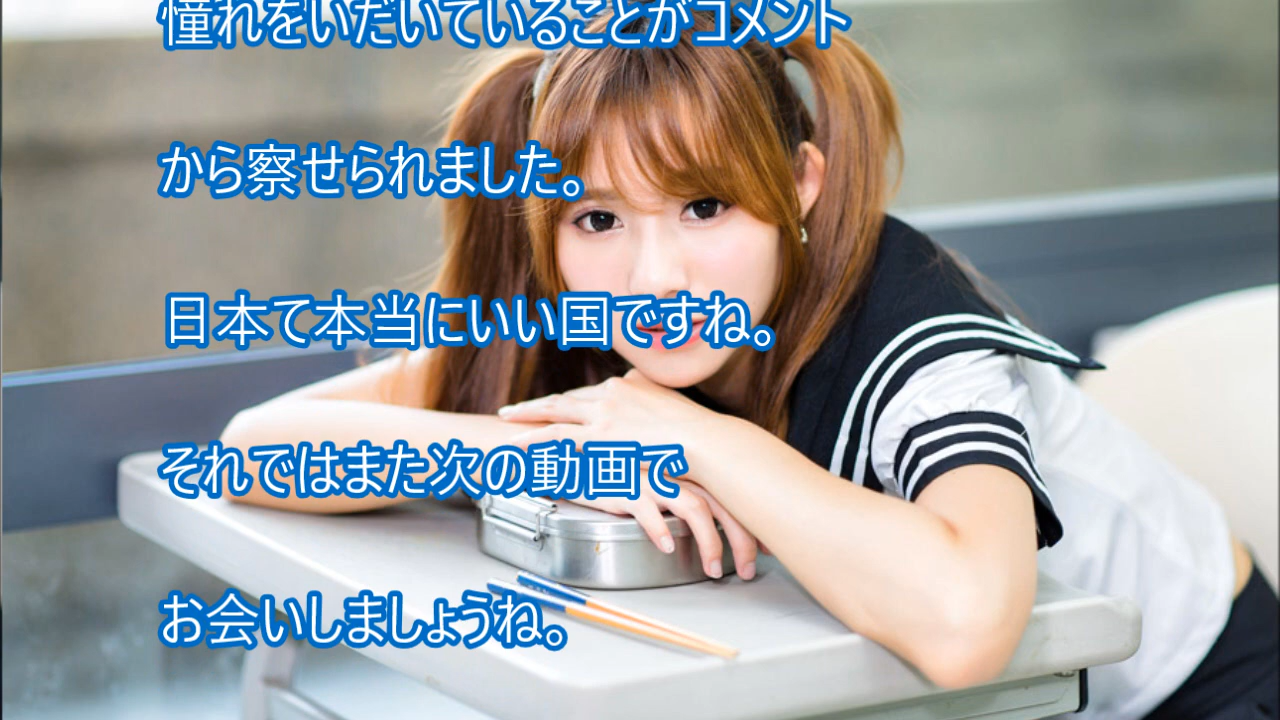 憧れをいだいていることがコメント
から察せられました。
日本て本当にいい国ですね。
それではまた次の動画で
お会いしましょうね。